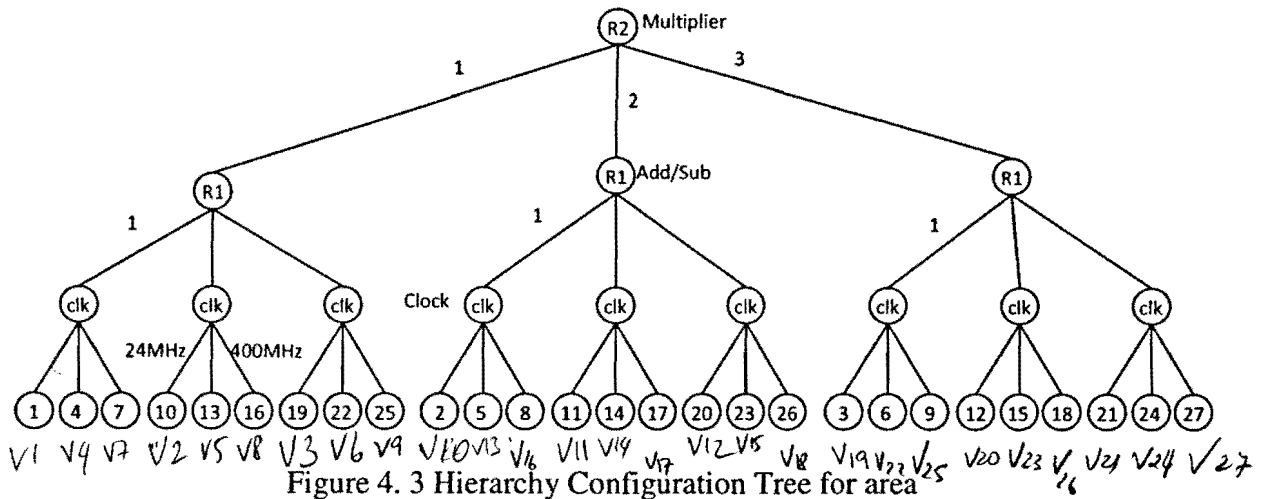 R2 Multiplier
1 2 3
R1 R1 Add/Sub R1
1 1 1
clk clk clk Clock clk clk clk clk clk clk
24MHz 400MHz
1 4 7 10 13 16 19 22 25 2 5 8 11 14 17 20 23 26 3 6 9 12 15 18 21 24 27
V1 V4 V7 V2 V5 V8 V3 V6 V9 V10 V13 V16 V11 V14 V17 V12 V15 V18 V19 V22 V25 V20 V23 V26 V21 V24 V27
Figure 4. 3 Hierarchy Configuration Tree for area